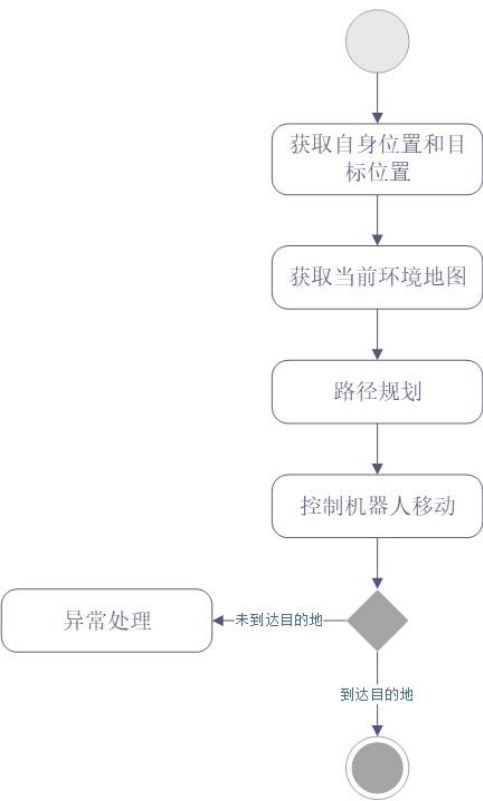 获取自身位置和目
标位置
获取当前环境地图
路径规划
控制机器人移动
异常处理
未到达目的地
到达目的地